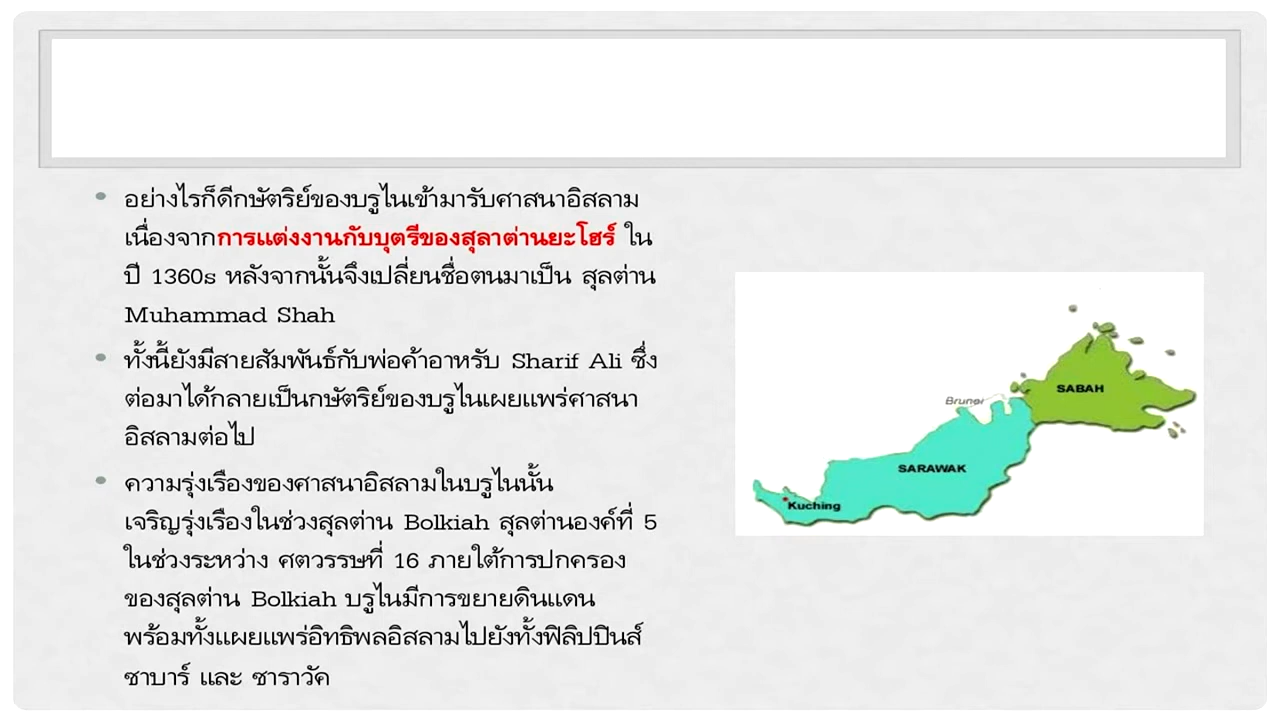 อย่างไรก็ดีกษัตริย์ของบรูไนเข้ามารับศาสนาอิสลาม
เนื่องจากการแต่งงานกับบุตรีของสุลาต่านยะโฮร์ ใน
ปี 1360s หลังจากนั้นจึงเปลี่ยนชื่อตนมาเป็น สุลต่าน
Muhammad Shah
ทั้งนี้ยังมีสายสัมพันธ์กับพ่อค้าอาหรับ Sharif Ali ซึ่ง
ต่อมาได้กลายเป็นกษัตริย์ของบรูไนเผยแพร่ศาสนา
อิสลามต่อไป
ความรุ่งเรืองของศาสนาอิสลามในบรูไนนั้น
เจริญรุ่งเรืองในช่วงสุลต่าน Bolkiah สุลต่านองค์ที่ 5
ในช่วงระหว่าง ศตวรรษที่ 16 ภายใต้การปกครอง
ของสุลต่าน Bolkiah บรูไนมีการขยายดินแดน
พร้อมทั้งแผยแพร่อิทธิพลอิสลามไปยังทั้งฟิลิปปินส์
ซาบาร์ และ ซาราวัค
SABAH
Brunei
SARAWAK
Kuching